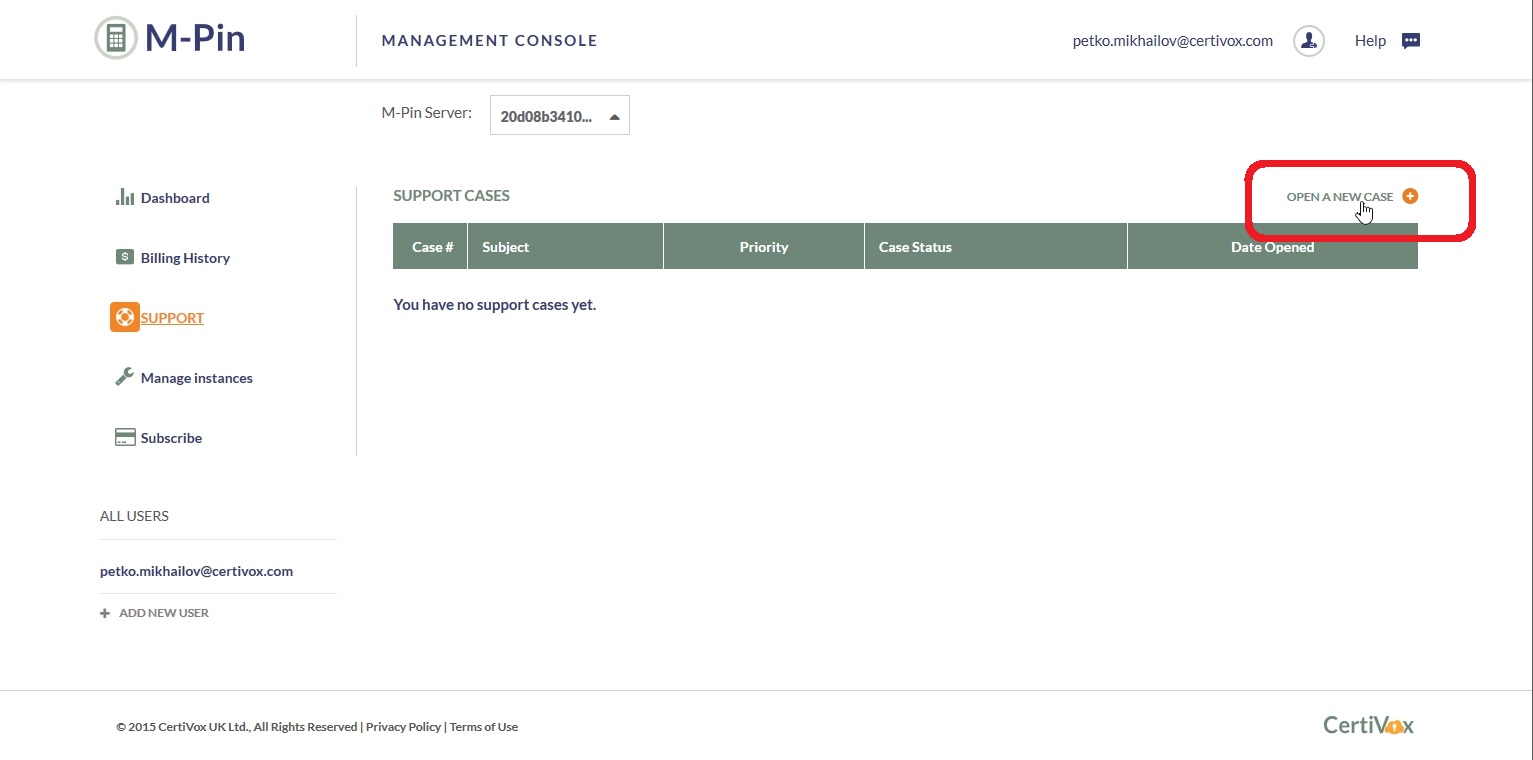 M-Pin
MANAGEMENT CONSOLE
petko.mikhailov@certivox.com
Help
M-Pin Server:
20d08b3410...
Dashboard
Billing History
SUPPORT
Manage instances
Subscribe
SUPPORT CASES
OPEN A NEW CASE
Case # Subject Priority Case Status Date Opened
You have no support cases yet.
ALL USERS
petko.mikhailov@certivox.com
ADD NEW USER
© 2015 CertiVox UK Ltd., All Rights Reserved | Privacy Policy | Terms of Use
CertiVox